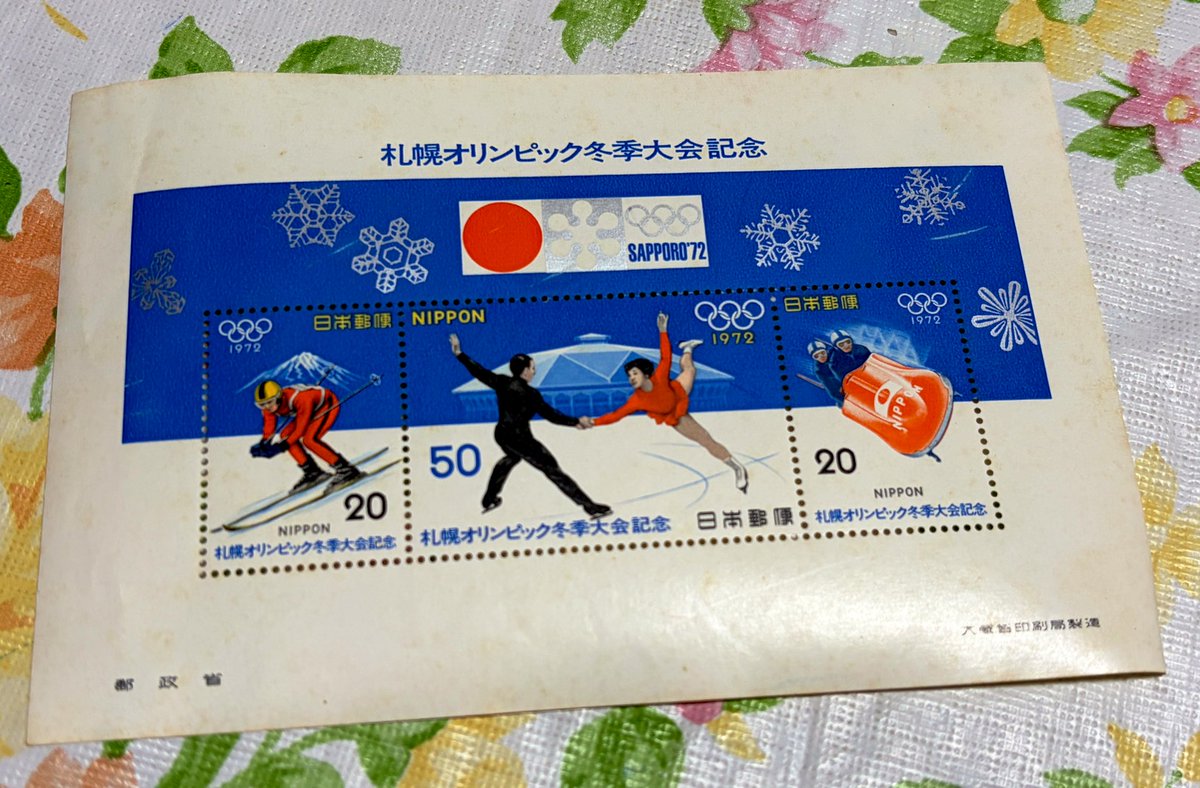 札幌オリンピック冬季大会記念
SAPPORO'72
1972
日本郵便
20
NIPPON
札幌オリンピック冬季大会記念
NIPPON
1972
50
日本郵便
札幌オリンピック冬季大会記念
日本郵便
1972
NIPPON
20
NIPPON
札幌オリンピック冬季大会記念
大蔵省印刷局製造
郵政省